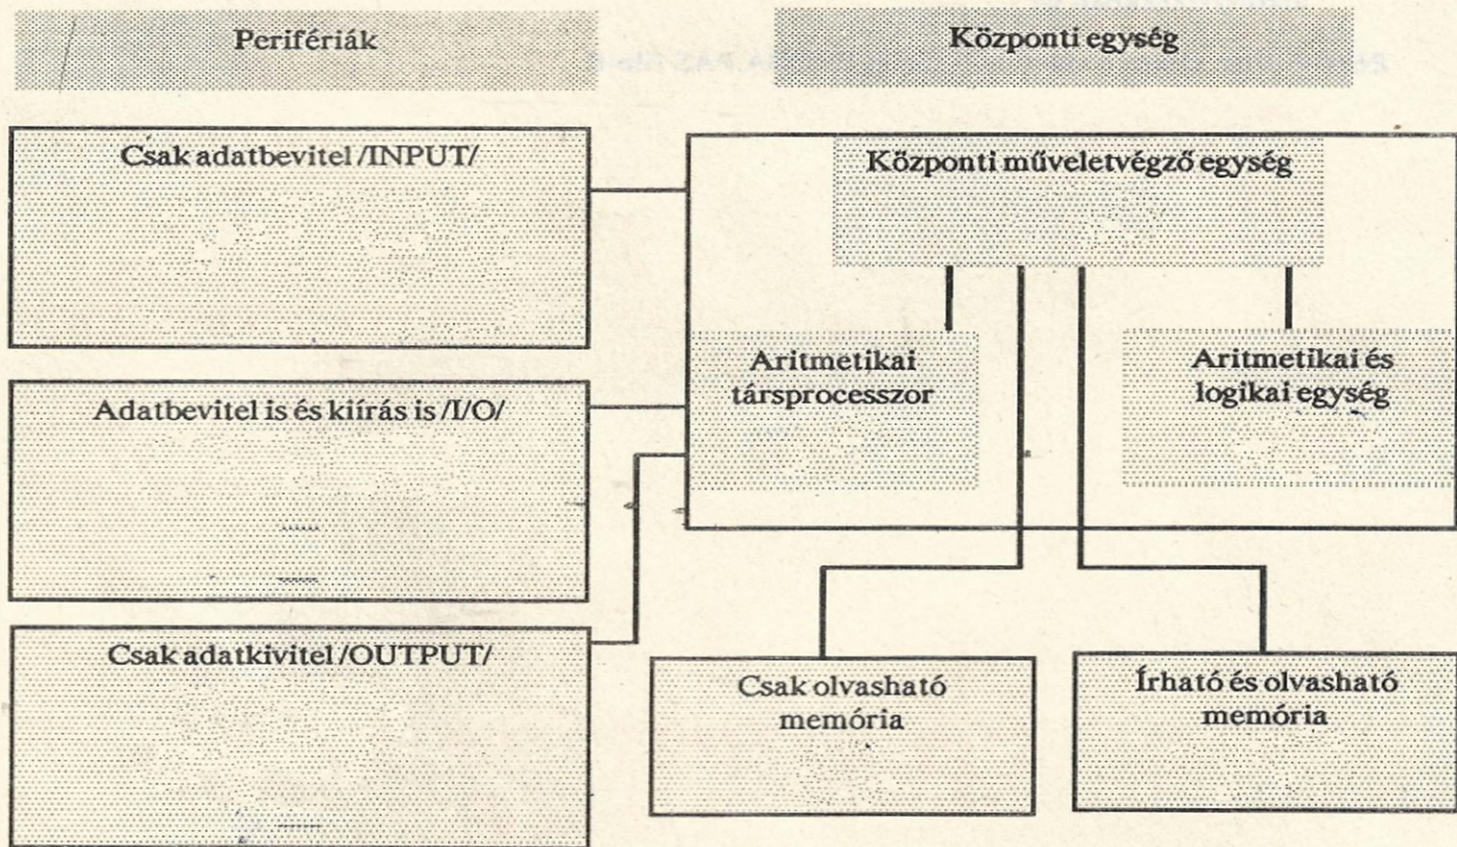 Perifériák
Központi egység
Csak adatbevitel /INPUT/
Központi műveletvégző egység
Aritmetikai
társprocesszor
Aritmetikai és
logikai egység
Adatbevitel is és kiírás is /I/O/
Csak adatkivitel /OUTPUT/
Csak olvasható
memória
Írható és olvasható
memória